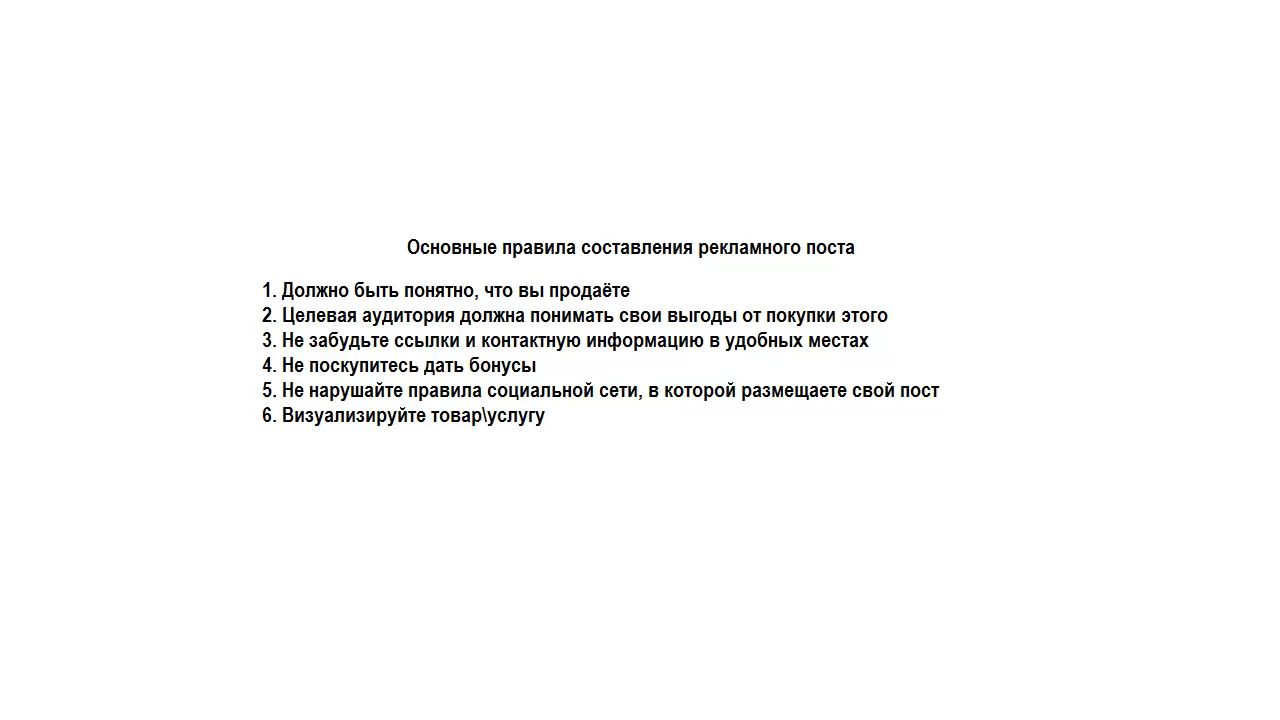 Основные правила составления рекламного поста
1. Должно быть понятно, что вы продаёте
2. Целевая аудитория должна понимать свои выгоды от покупки этого
3. Не забудьте ссылки и контактную информацию в удобных местах
4. Не поскупитесь дать бонусы
5. Не нарушайте правила социальной сети, в которой размещаете свой пост
6. Визуализируйте товар\услугу